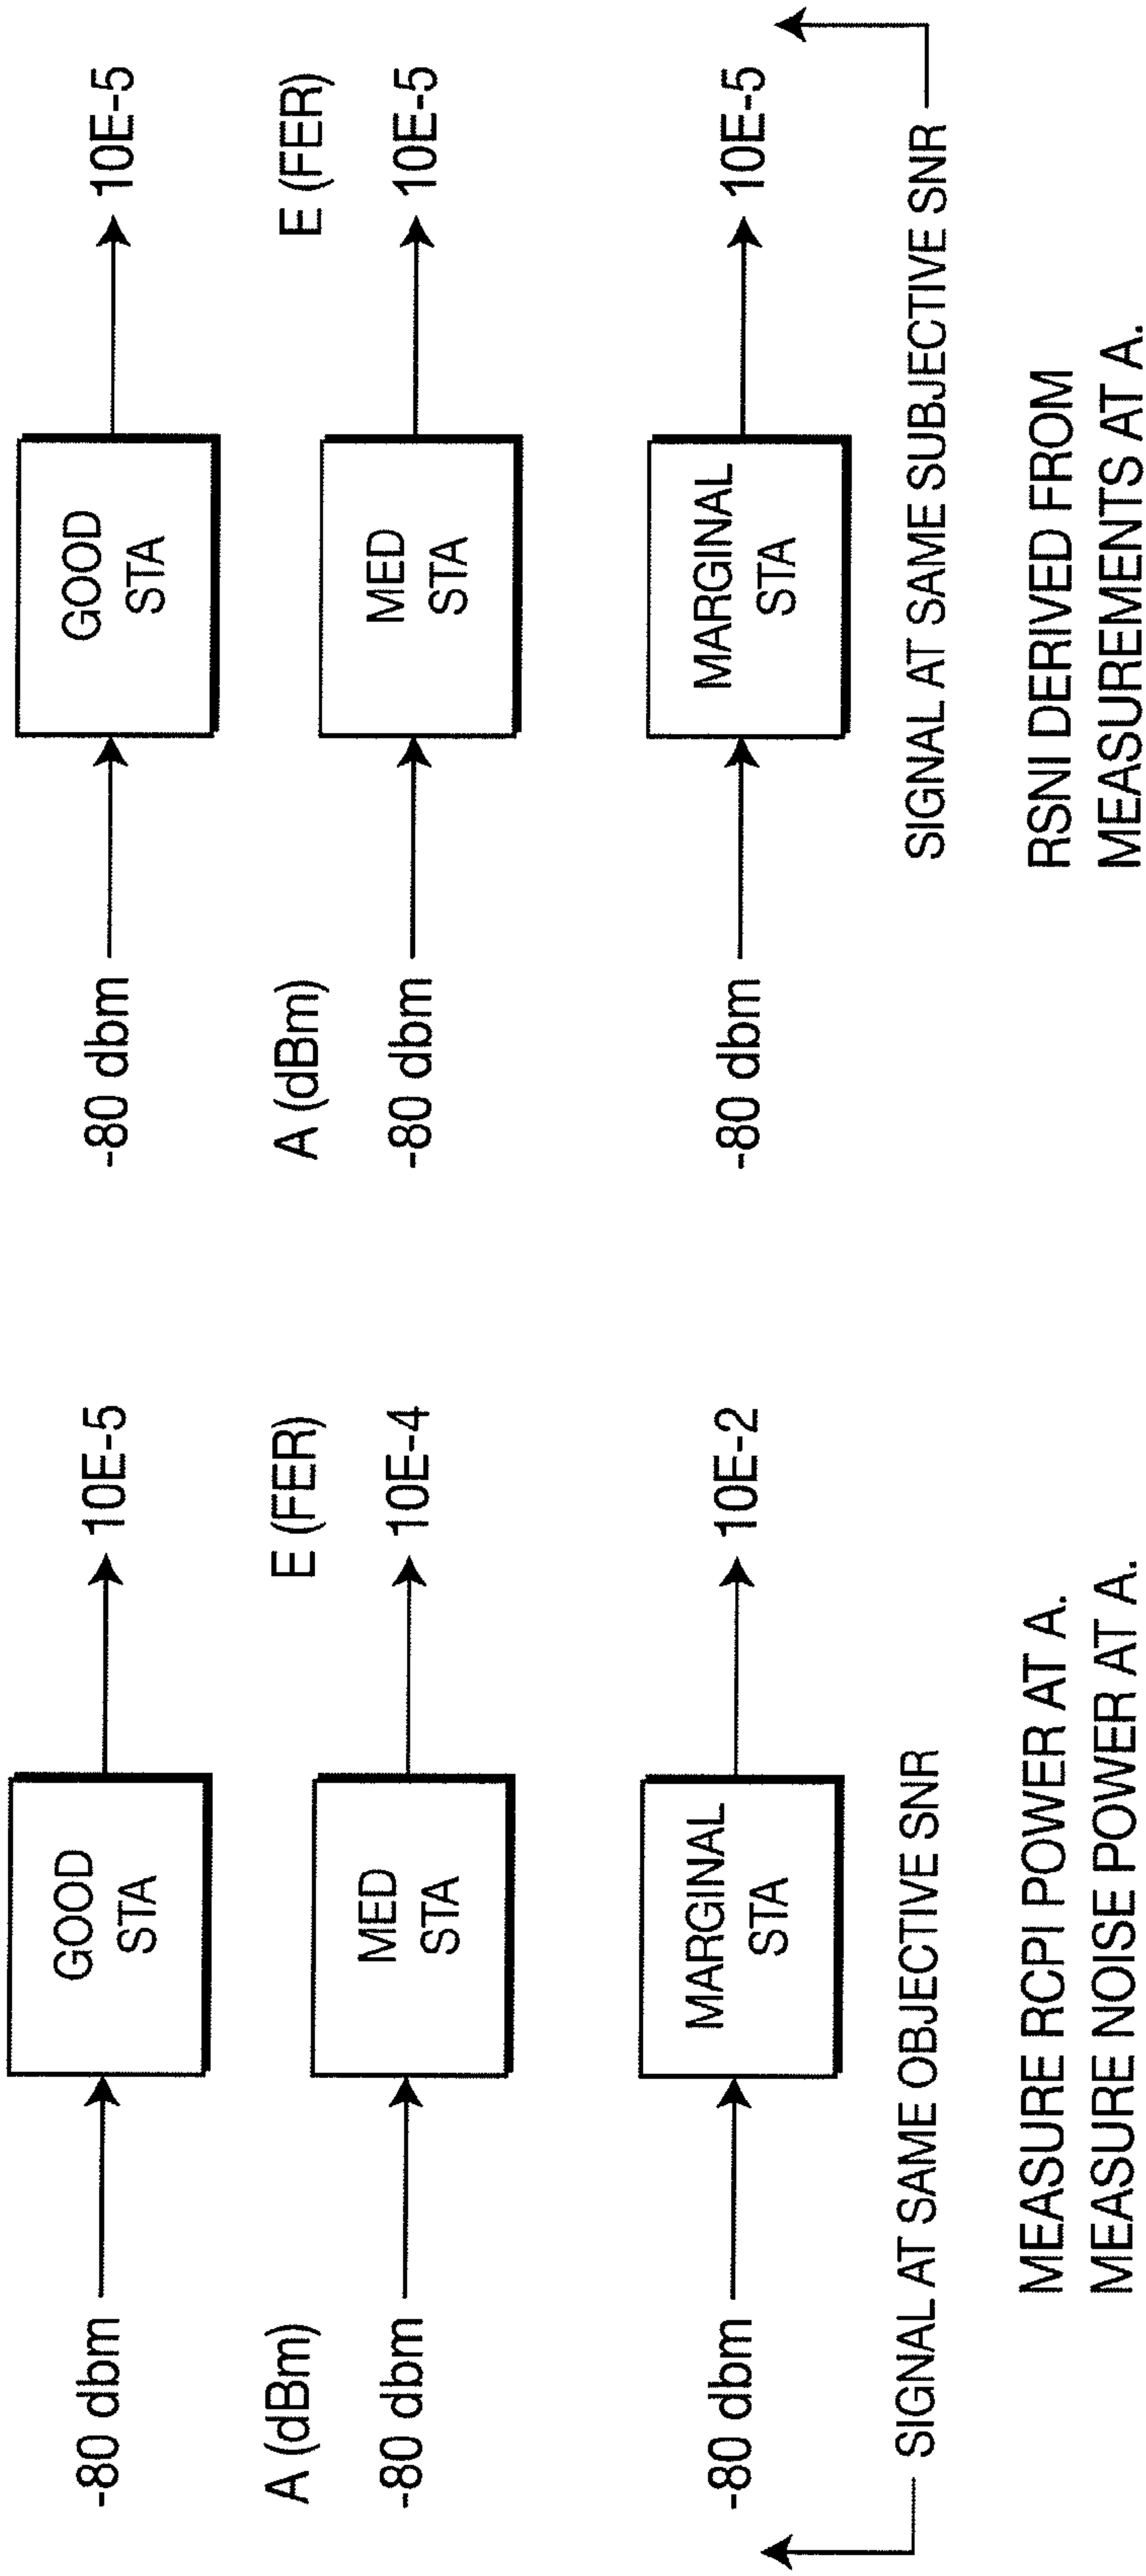 -80 dbm
GOOD
STA
10E-5
A (dBm)
E (FER)
-80 dbm
MED
STA
10E-4
-80 dbm
MARGINAL
STA
10E-2
SIGNAL AT SAME OBJECTIVE SNR
MEASURE RCPI POWER AT A.
MEASURE NOISE POWER AT A.
-80 dbm
GOOD
STA
10E-5
A (dBm)
E (FER)
-80 dbm
MED
STA
10E-5
-80 dbm
MARGINAL
STA
10E-5
SIGNAL AT SAME SUBJECTIVE SNR
RSNI DERIVED FROM
MEASUREMENTS AT A.